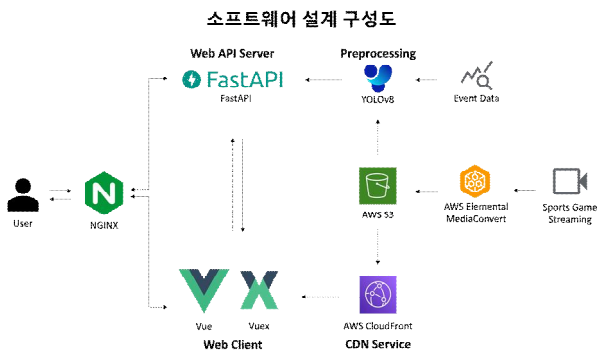 소프트웨어 설계 구성도
Web API Server
Preprocessing
FastAPI
FastAPI
YOLOv8
Event Data
User
N
NGINX
AWS S3
AWS Elemental
MediaConvert
Sports Game
Streaming
Vue
Vuex
AWS CloudFront
Web Client
CDN Service